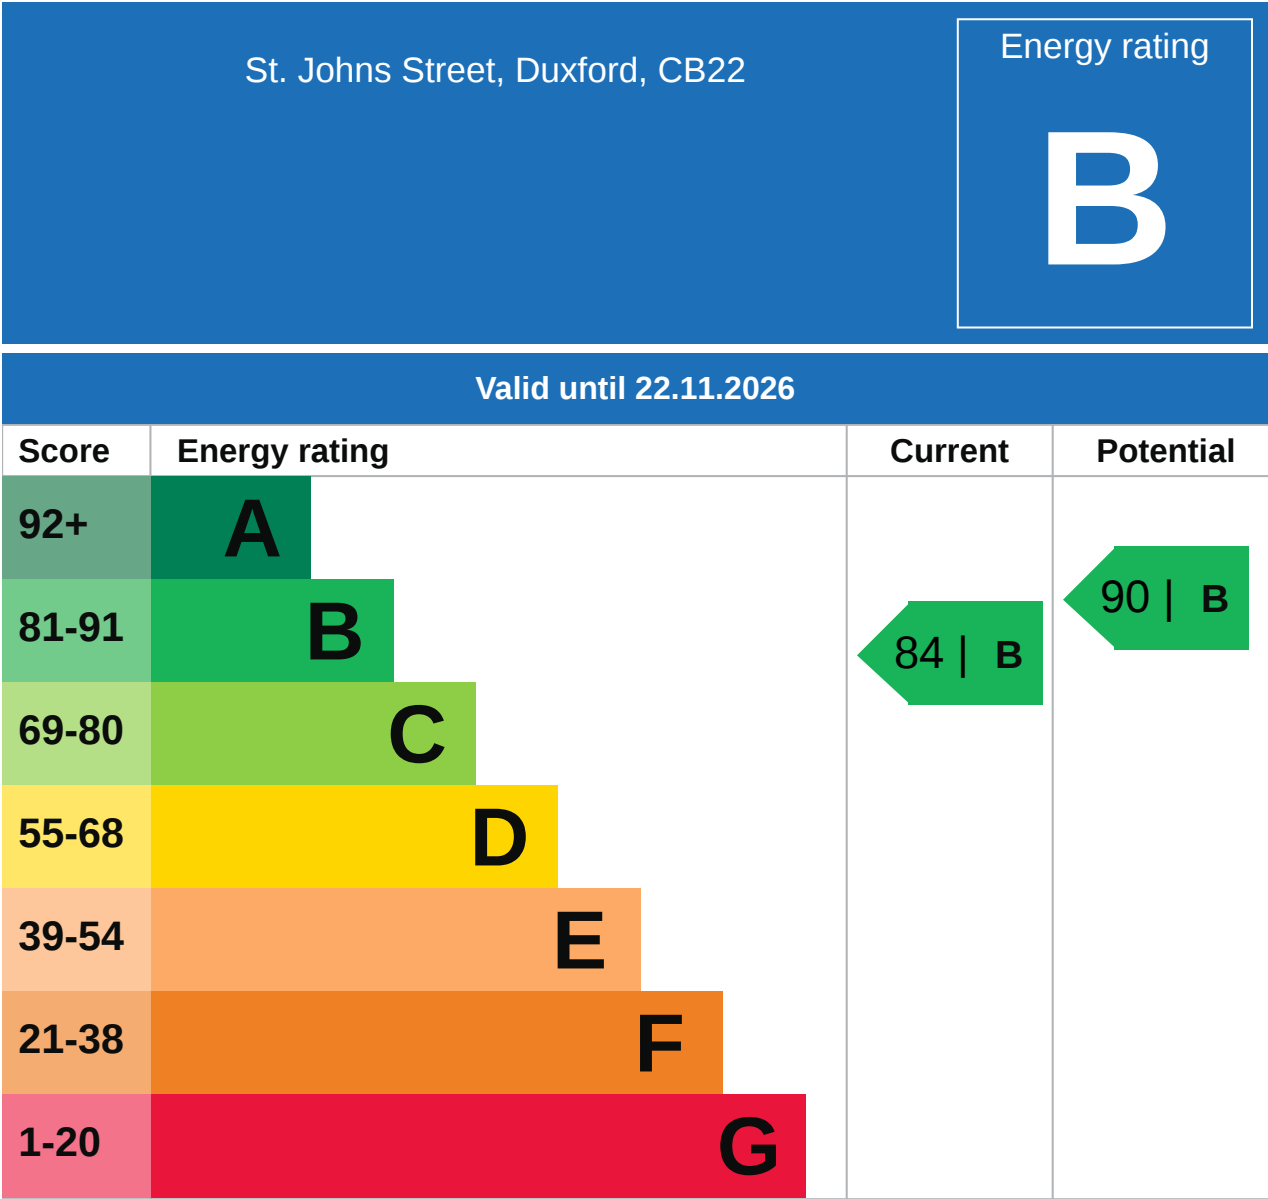 St. Johns Street, Duxford, CB22
Energy rating
B
Valid until 22.11.2026
Score Energy rating Current Potential
92+ A
81-91 B
84 | B
90 | B
69-80 C
55-68 D
39-54 E
21-38 F
1-20 G